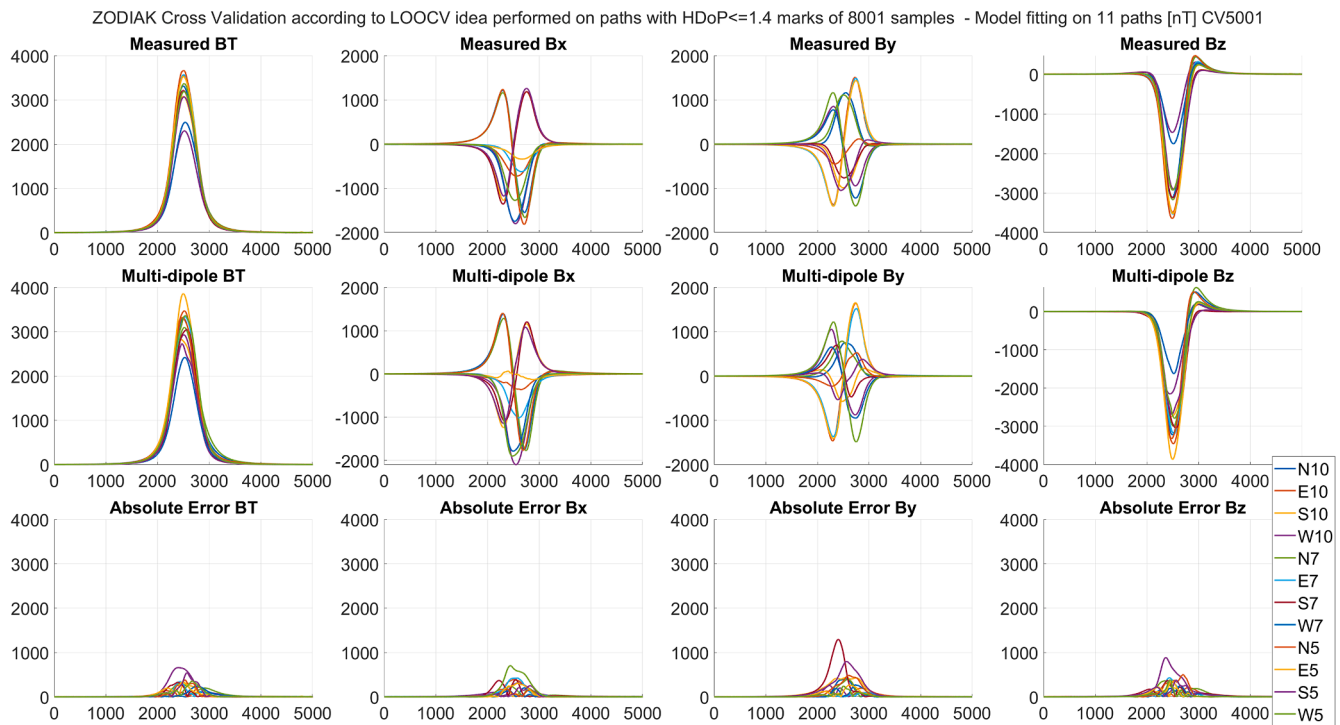 ZODIAK Cross Validation according to LOOCV idea performed on paths with HDoP<=1.4 marks of 8001 samples - Model fitting on 11 paths [nT] CV5001
Measured BT
4000
3000
2000
1000
0
0 1000 2000 3000 4000 5000
Measured Bx
2000
1000
0
-1000
-2000
0 1000 2000 3000 4000 5000
Measured By
2000
1000
0
-1000
-2000
0 1000 2000 3000 4000 5000
Measured Bz
0
-1000
-2000
-3000
-4000
0 1000 2000 3000 4000 5000
Multi-dipole BT
4000
3000
2000
1000
0
0 1000 2000 3000 4000 5000
Multi-dipole Bx
2000
1000
0
-1000
-2000
0 1000 2000 3000 4000 5000
Multi-dipole By
2000
1000
0
-1000
-2000
0 1000 2000 3000 4000 5000
Multi-dipole Bz
0
-1000
-2000
-3000
-4000
0 1000 2000 3000 4000
Absolute Error BT
4000
3000
2000
1000
0
0 1000 2000 3000 4000 5000
Absolute Error Bx
4000
3000
2000
1000
0
0 1000 2000 3000 4000 5000
Absolute Error By
4000
3000
2000
1000
0
0 1000 2000 3000 4000 5000
Absolute Error Bz
4000
3000
2000
1000
0
0 1000 2000 3000 4000
N10
E10
S10
W10
N7
E7
S7
W7
N5
E5
S5
W5